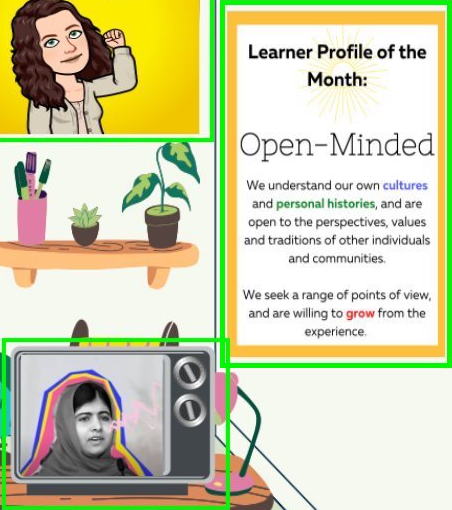 Learner Profile of the
Month:
Open-Minded
We understand our own cultures
and personal histories, and are
open to the perspectives, values
and traditions of other individuals
and communities.
We seek a range of points of view,
and are willing to grow from the
experience.